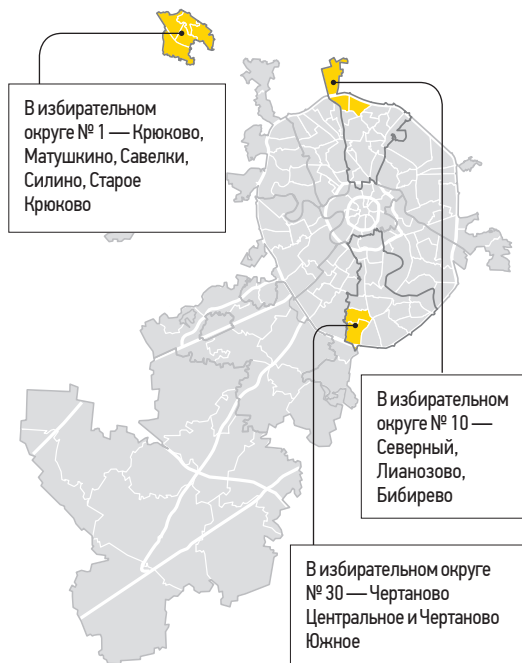 В избирательном
округе № 1 — Крюково,
Матушкино, Савелки,
Силино, Старое
Крюково
В избирательном
округе № 10 —
Северный,
Лианозово,
Бибирево
В избирательном округе
№ 30 — Чертаново
Центральное и Чертаново
Южное